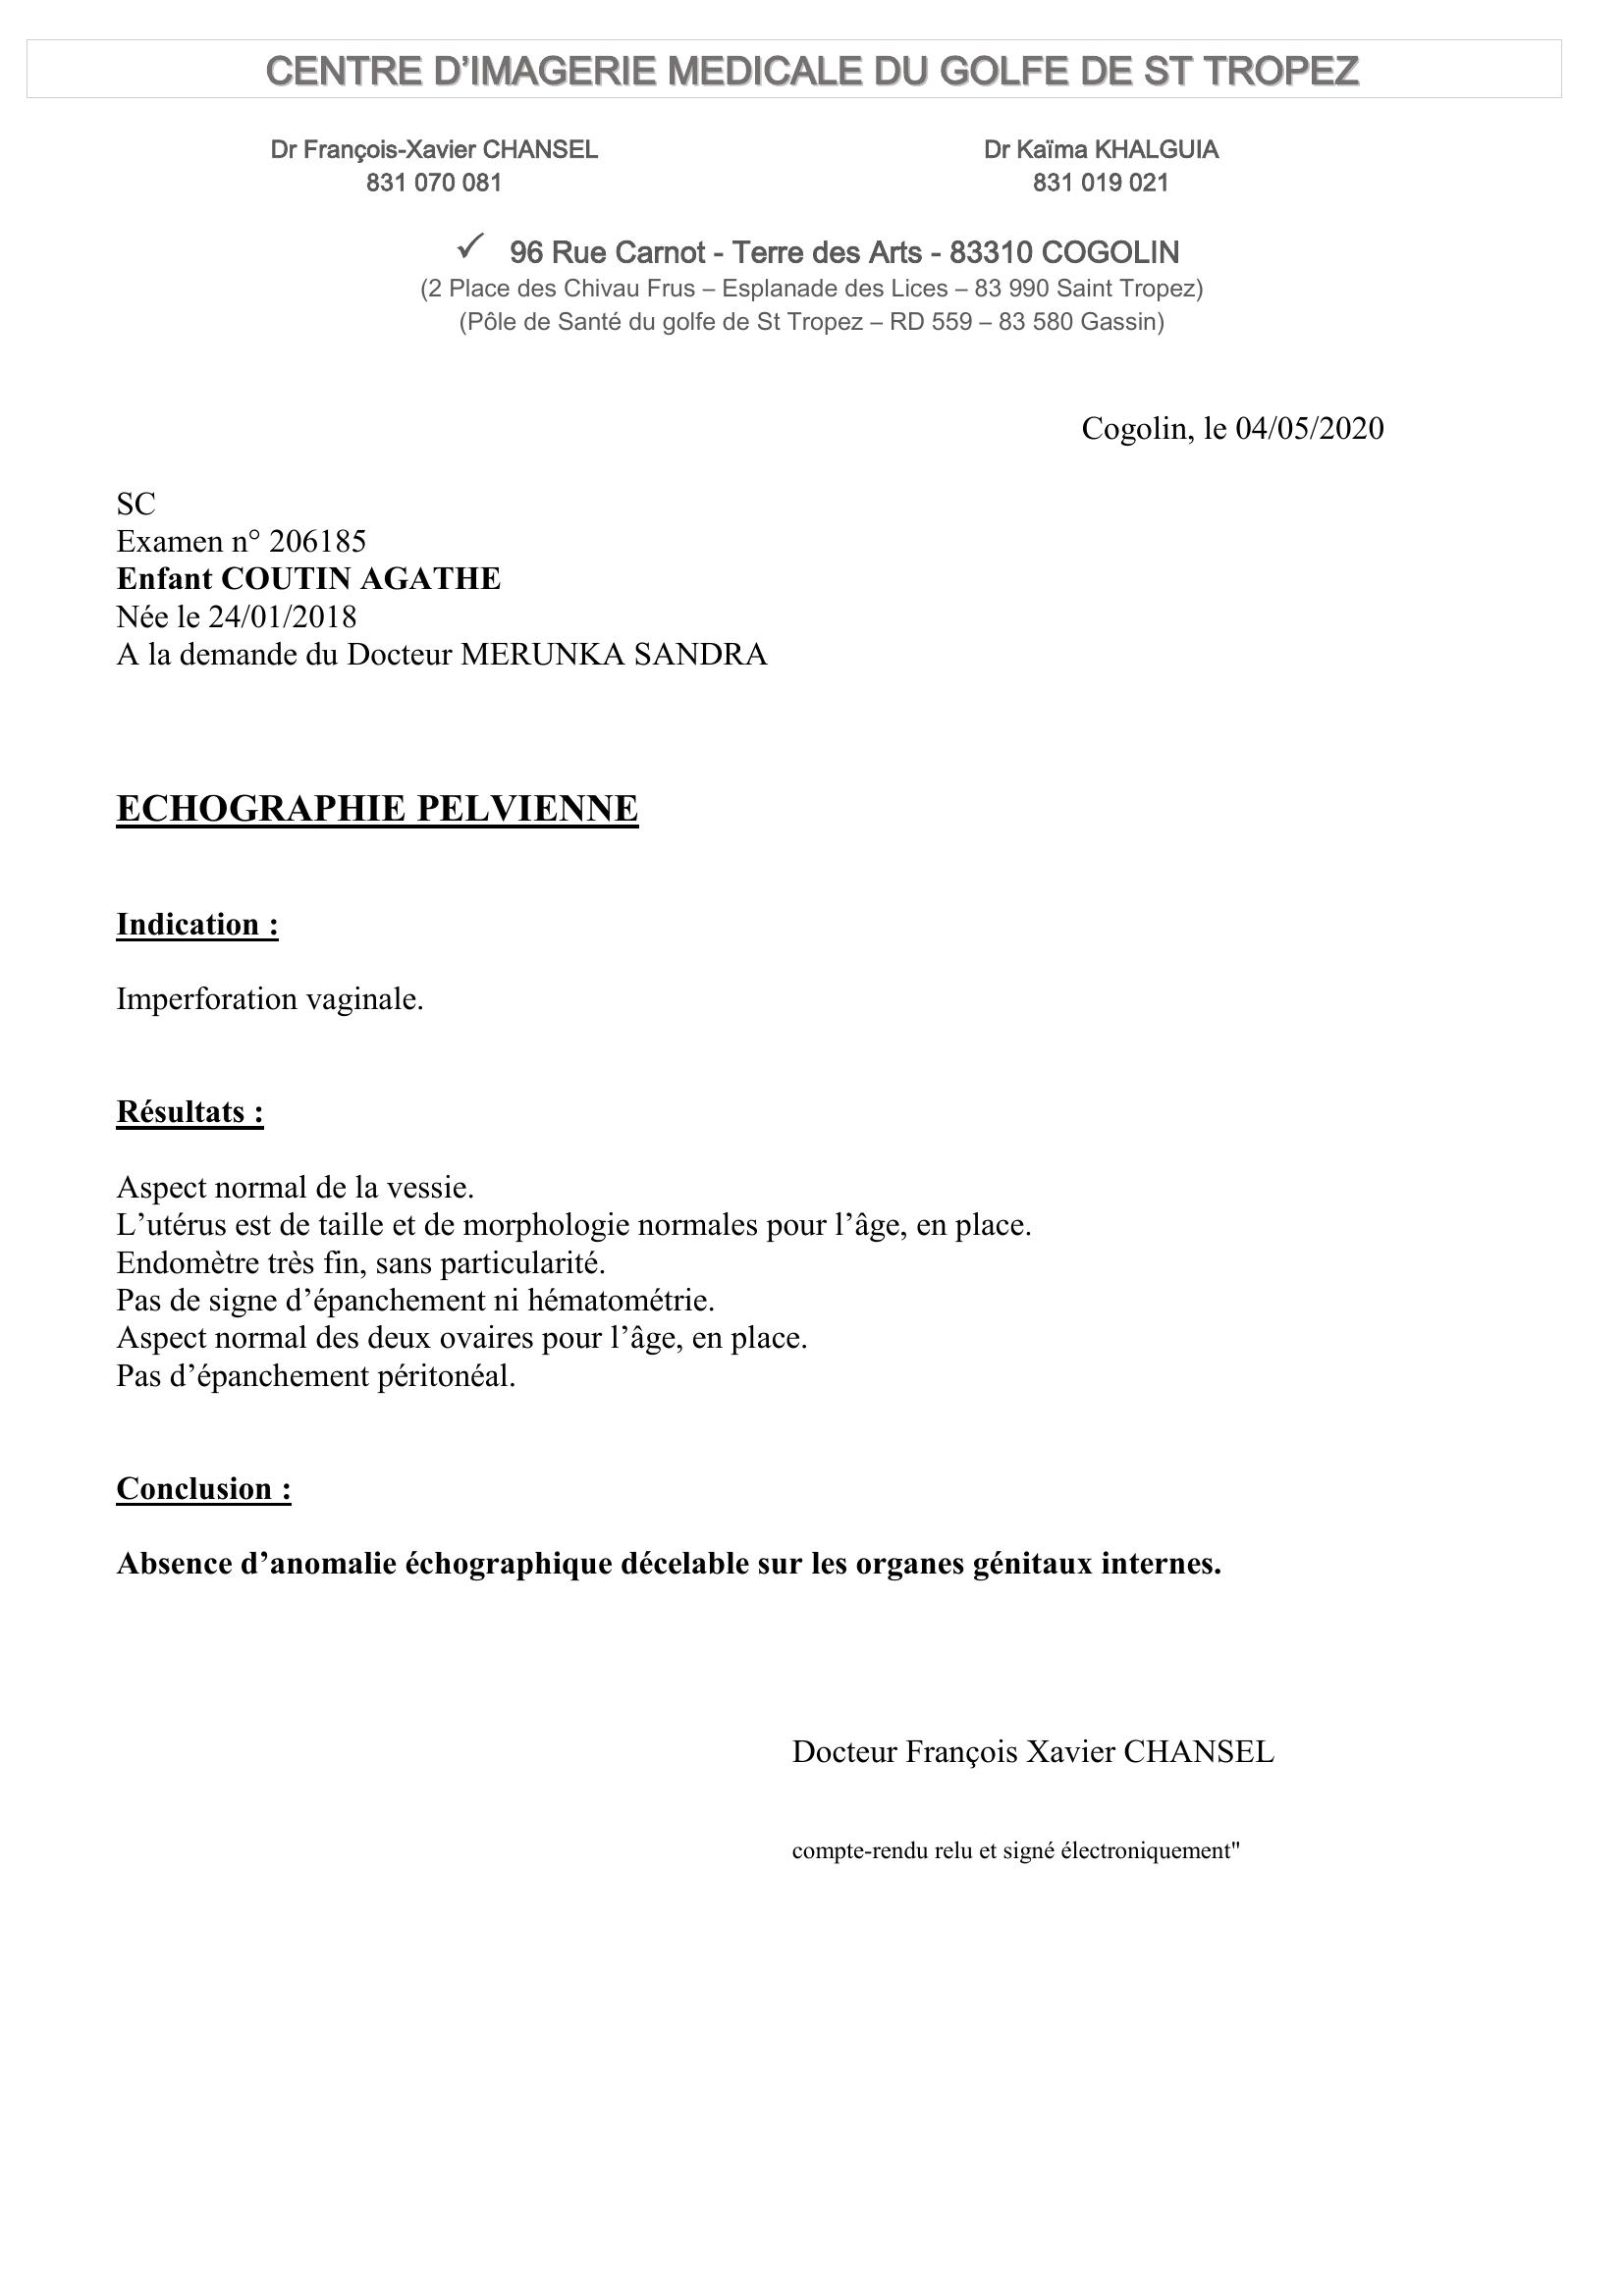 CENTRE D’IMAGERIE MEDICALE DU GOLFE DE ST TROPEZ
Dr François-Xavier CHANSEL
831 070 081
Dr Kaïma KHALGUIA
831 019 021
✓ 96 Rue Carnot - Terre des Arts - 83310 COGOLIN
(2 Place des Chivau Frus – Esplanade des Lices – 83 990 Saint Tropez)
(Pôle de Santé du golfe de St Tropez – RD 559 – 83 580 Gassin)
Cogolin, le 04/05/2020
SC
Examen n° 206185
Enfant COUTIN AGATHE
Née le 24/01/2018
A la demande du Docteur MERUNKA SANDRA
ECHOGRAPHIE PELVIENNE
Indication :
Imperforation vaginale.
Résultats :
Aspect normal de la vessie.
L’utérus est de taille et de morphologie normales pour l’âge, en place.
Endomètre très fin, sans particularité.
Pas de signe d’épanchement ni hématométrie.
Aspect normal des deux ovaires pour l’âge, en place.
Pas d’épanchement péritonéal.
Conclusion :
Absence d’anomalie échographique décelable sur les organes génitaux internes.
Docteur François Xavier CHANSEL
compte-rendu relu et signé électroniquement"